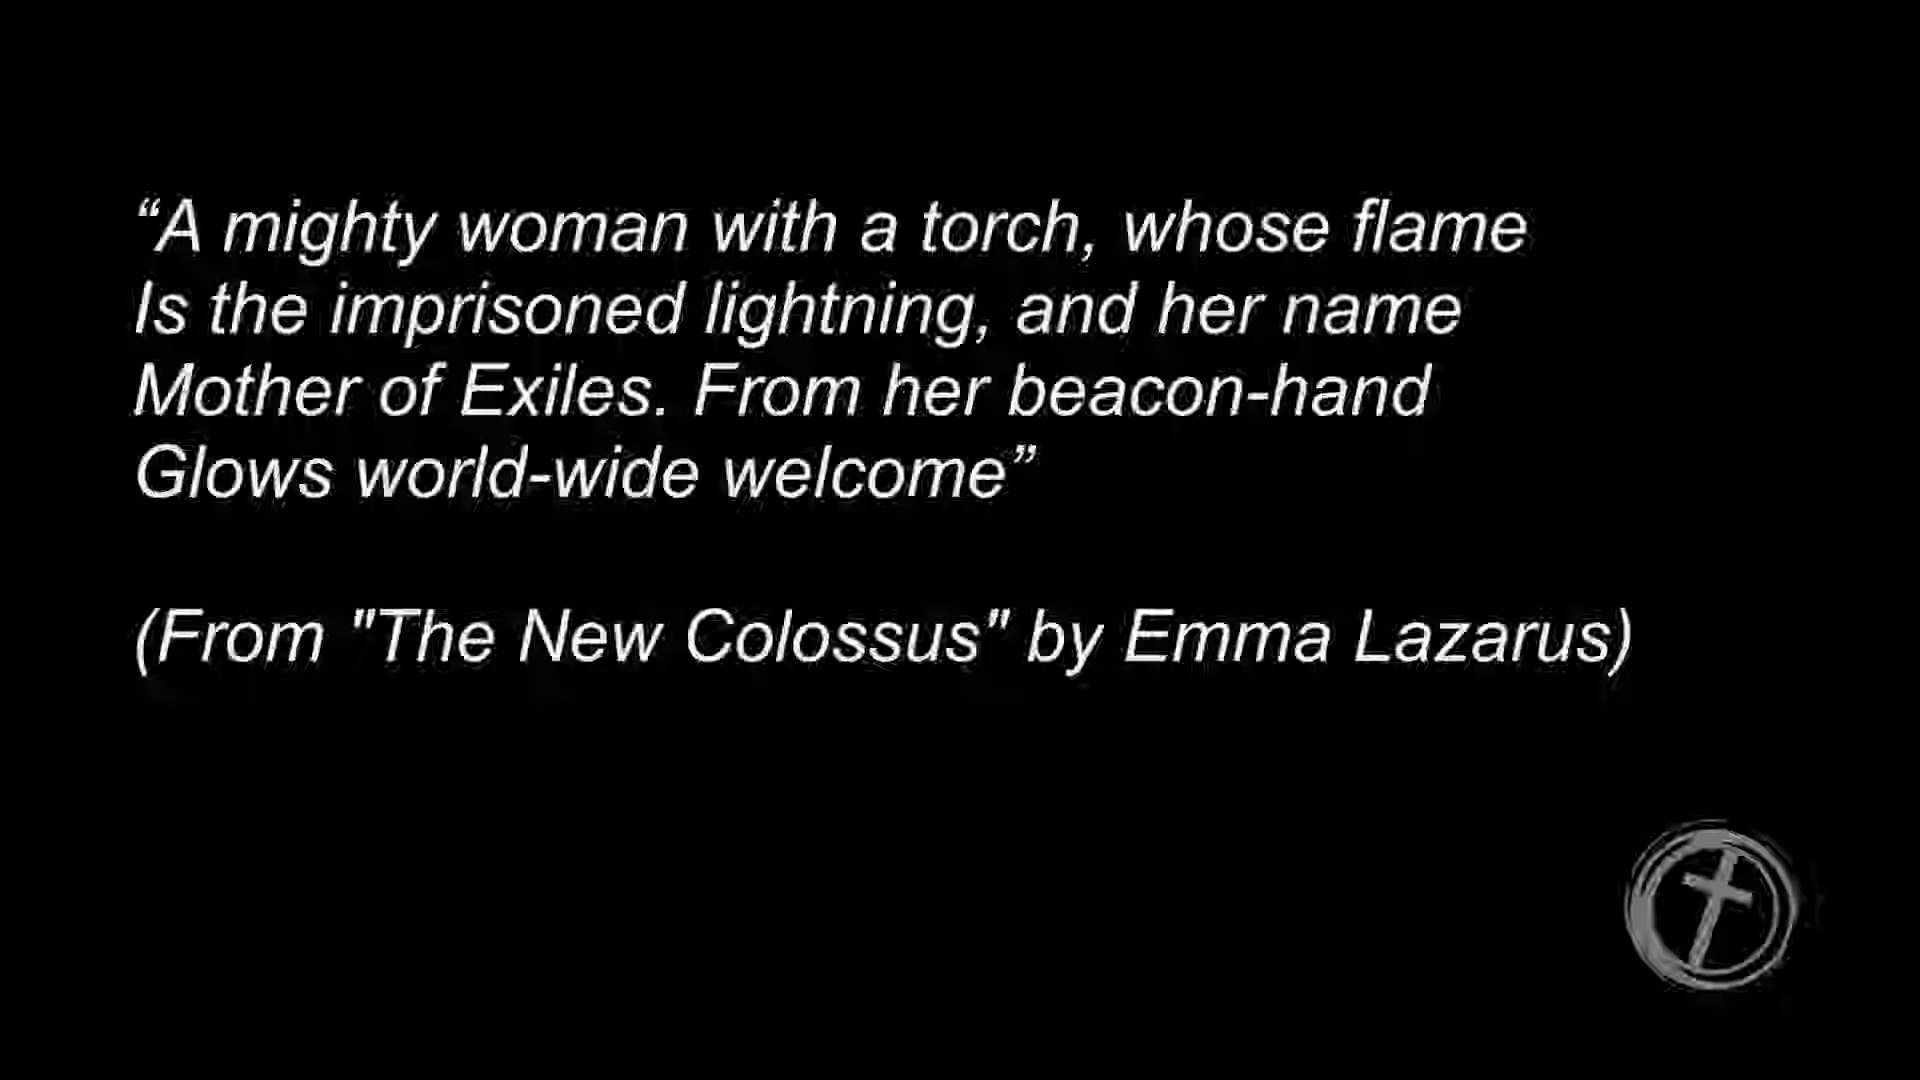 “A mighty woman with a torch, whose flame
Is the imprisoned lightning, and her name
Mother of Exiles. From her beacon-hand
Glows world-wide welcome”
(From "The New Colossus" by Emma Lazarus)